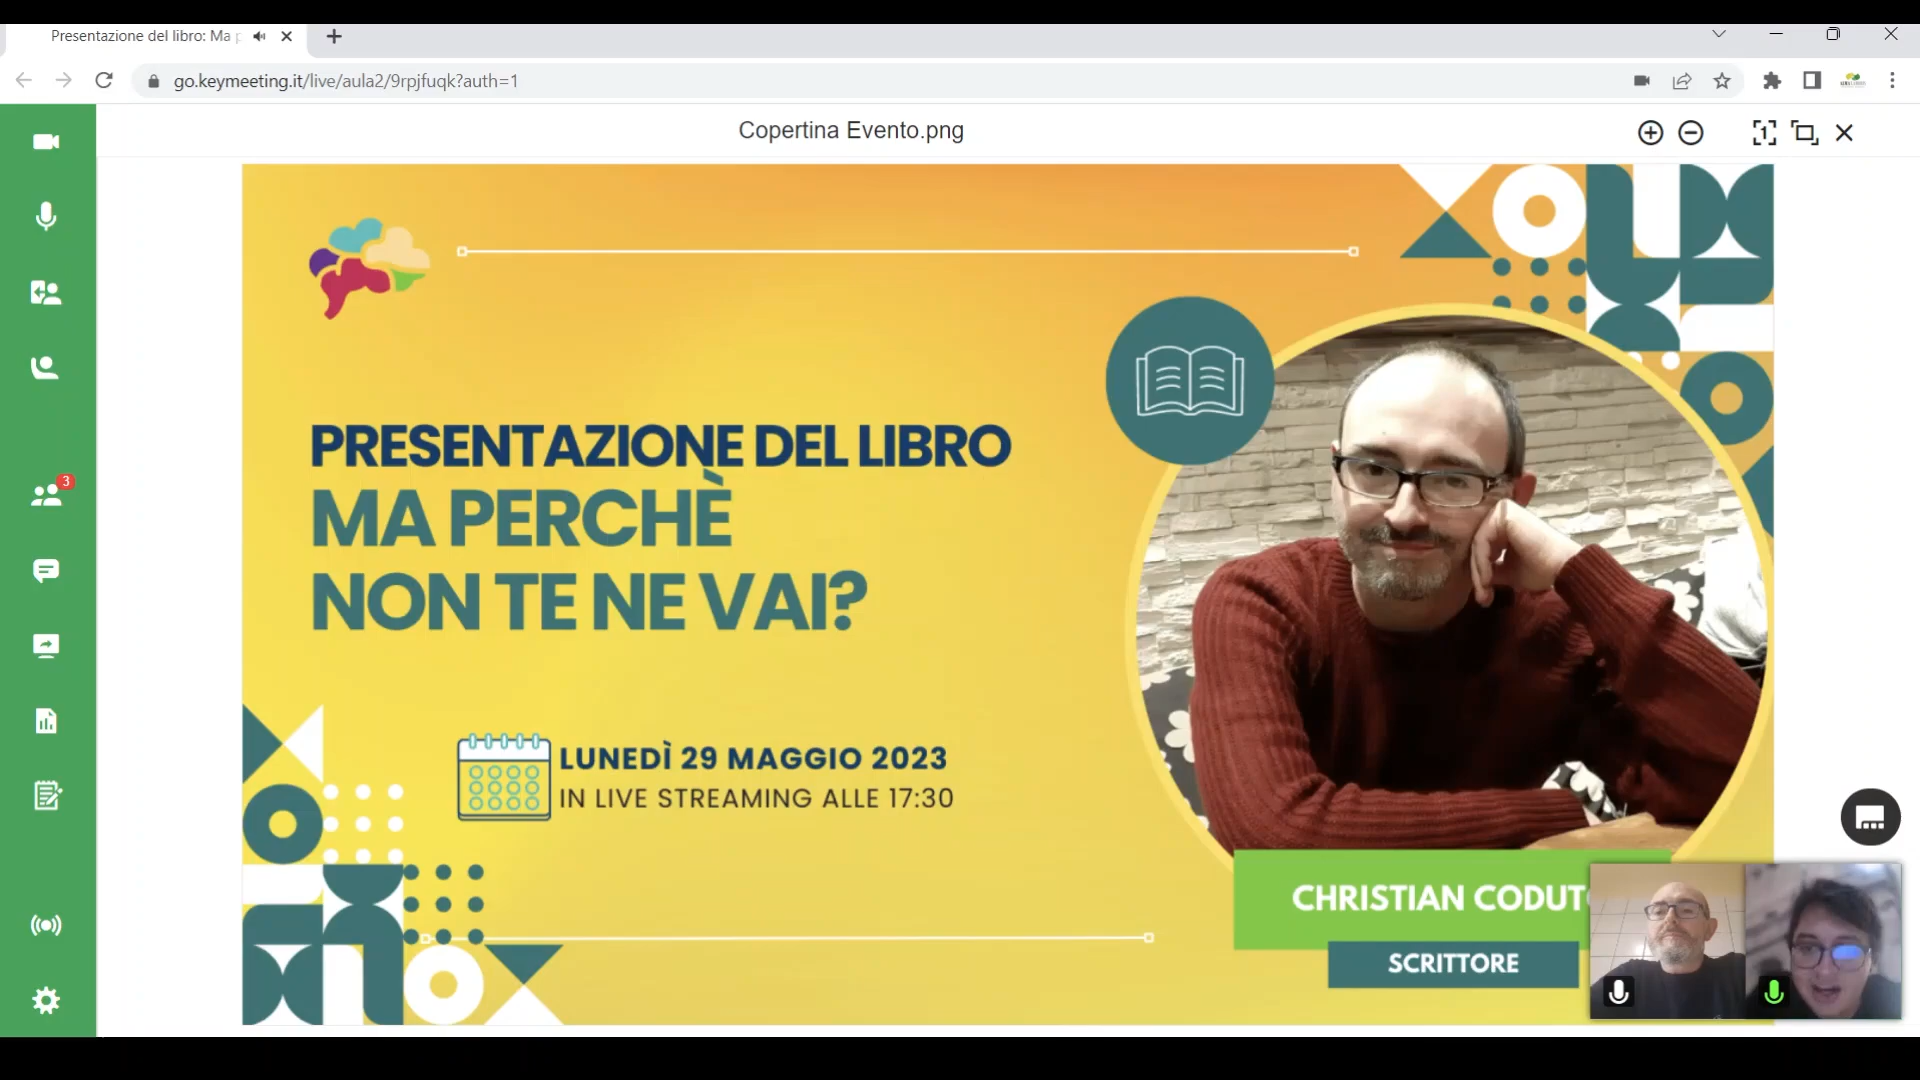 Presentazione del libro: Ma p
go.keymeeting.it/live/aula2/9rpjfuqk?auth=1
Copertina Evento.png
1
PRESENTAZIONE DEL LIBRO
MA PERCHÈ
NON TE NE VAI?
3
LUNEDÌ 29 MAGGIO 2023
IN LIVE STREAMING ALLE 17:30
CHRISTIAN CODUT
SCRITTORE